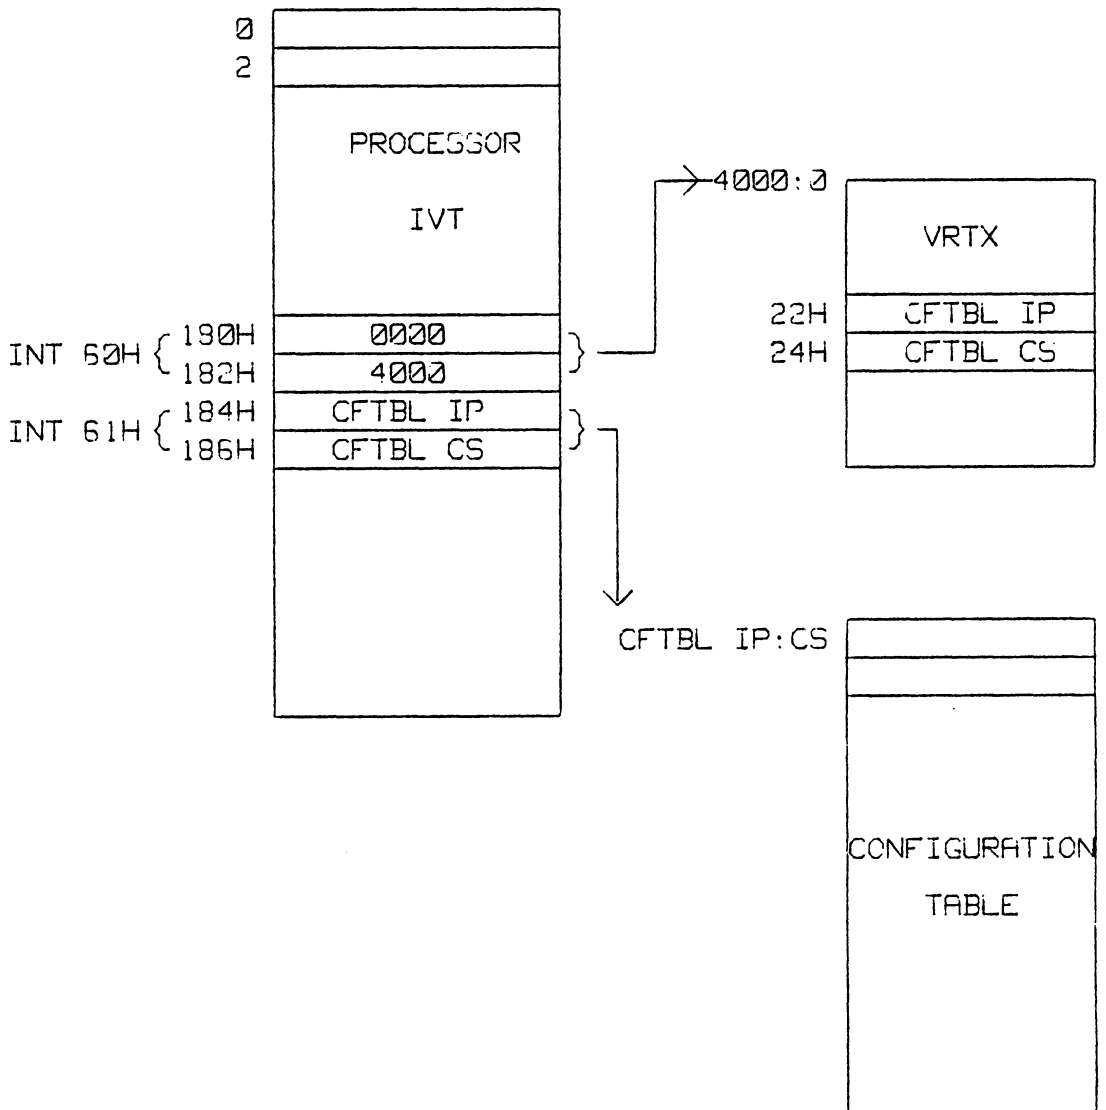 0
2
PROCESSOR
IVT
INT 60H { 180H 0000 }
182H 4000
INT 61H { 184H CFTBL IP }
186H CFTBL CS
4000:0
VRTX
22H CFTBL IP
24H CFTBL CS
CFTBL IP:CS
CONFIGURATION
TABLE